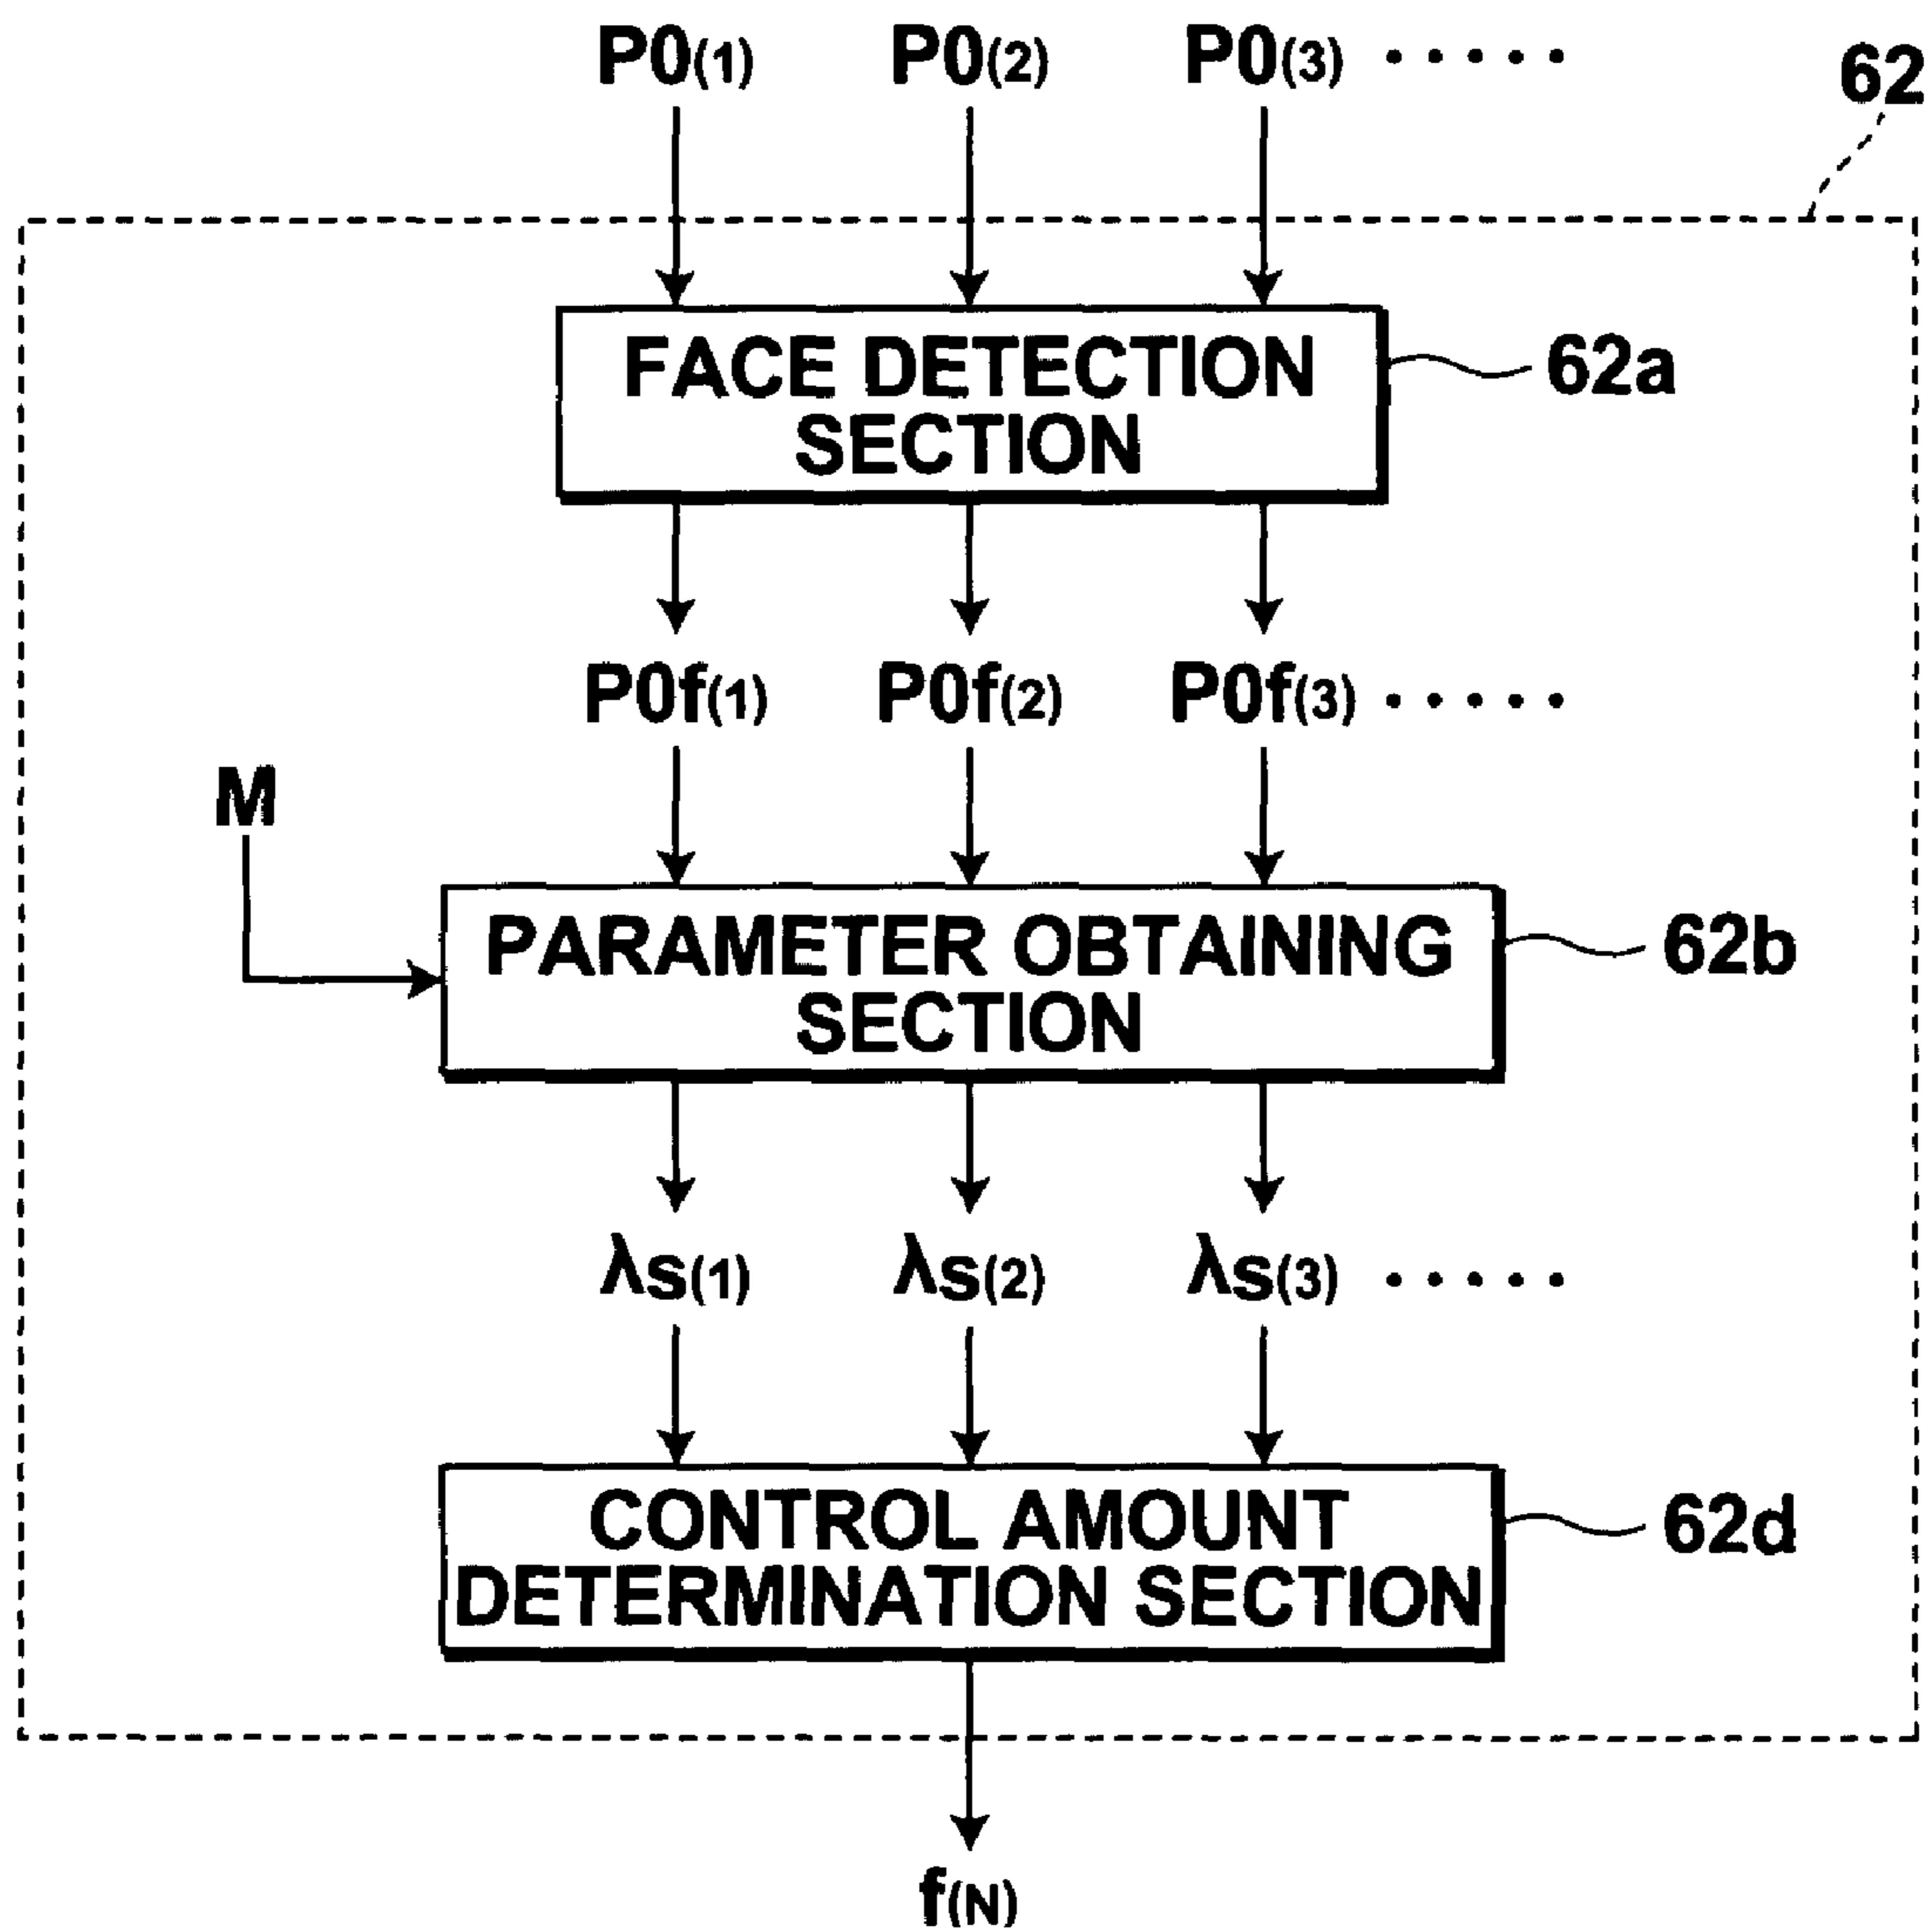 P0(1) P0(2) P0(3) ·····
62
FACE DETECTION
SECTION
62a
P0f(1) P0f(2) P0f(3) ·····
M
PARAMETER OBTAINING
SECTION
62b
λs(1) λs(2) λs(3) ·····
CONTROL AMOUNT
DETERMINATION SECTION
62d
f(N)